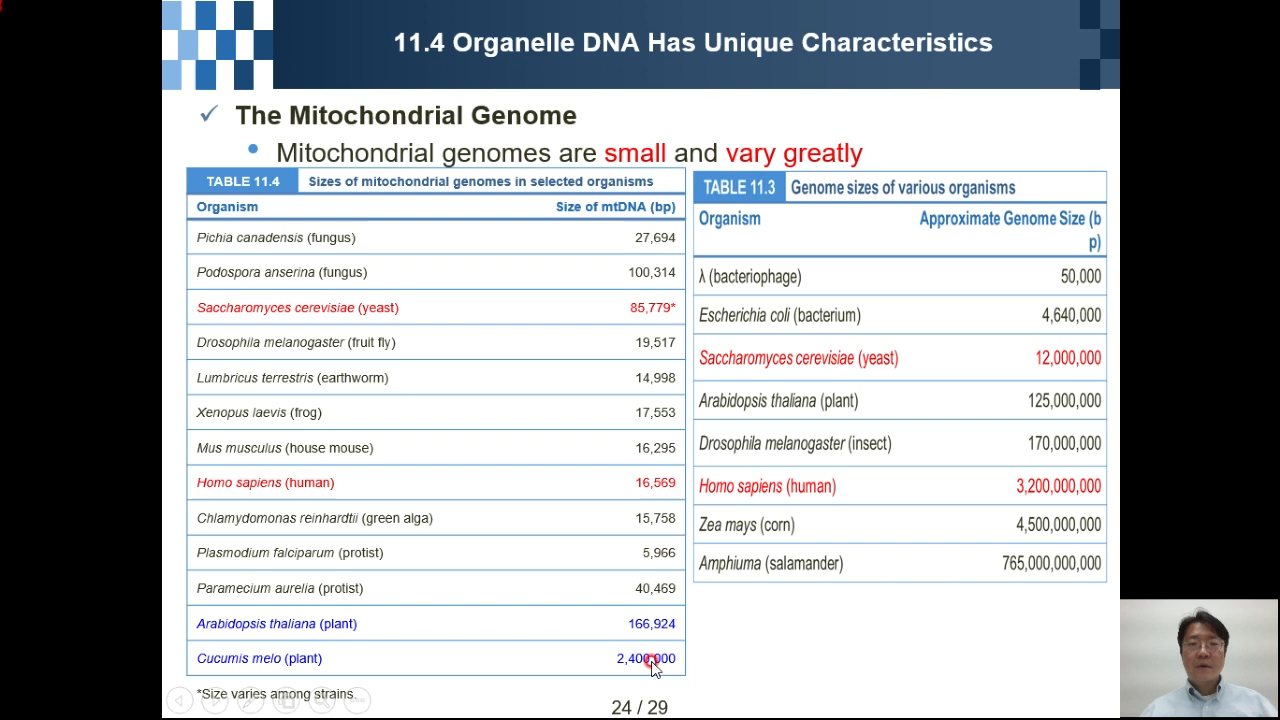 11.4 Organelle DNA Has Unique Characteristics
✓ The Mitochondrial Genome
• Mitochondrial genomes are small and vary greatly
TABLE 11.4 Sizes of mitochondrial genomes in selected organisms
Organism Size of mtDNA (bp)
Pichia canadensis (fungus) 27,694
Podospora anserina (fungus) 100,314
Saccharomyces cerevisiae (yeast) 85,779*
Drosophila melanogaster (fruit fly) 19,517
Lumbricus terrestris (earthworm) 14,998
Xenopus laevis (frog) 17,553
Mus musculus (house mouse) 16,295
Homo sapiens (human) 16,569
Chlamydomonas reinhardtii (green alga) 15,758
Plasmodium falciparum (protist) 5,966
Paramecium aurelia (protist) 40,469
Arabidopsis thaliana (plant) 166,924
Cucumis melo (plant) 2,400,000
*Size varies among strains.
TABLE 11.3 Genome sizes of various organisms
Organism Approximate Genome Size (b
p)
λ (bacteriophage) 50,000
Escherichia coli (bacterium) 4,640,000
Saccharomyces cerevisiae (yeast) 12,000,000
Arabidopsis thaliana (plant) 125,000,000
Drosophila melanogaster (insect) 170,000,000
Homo sapiens (human) 3,200,000,000
Zea mays (corn) 4,500,000,000
Amphiuma (salamander) 765,000,000,000
24 / 29